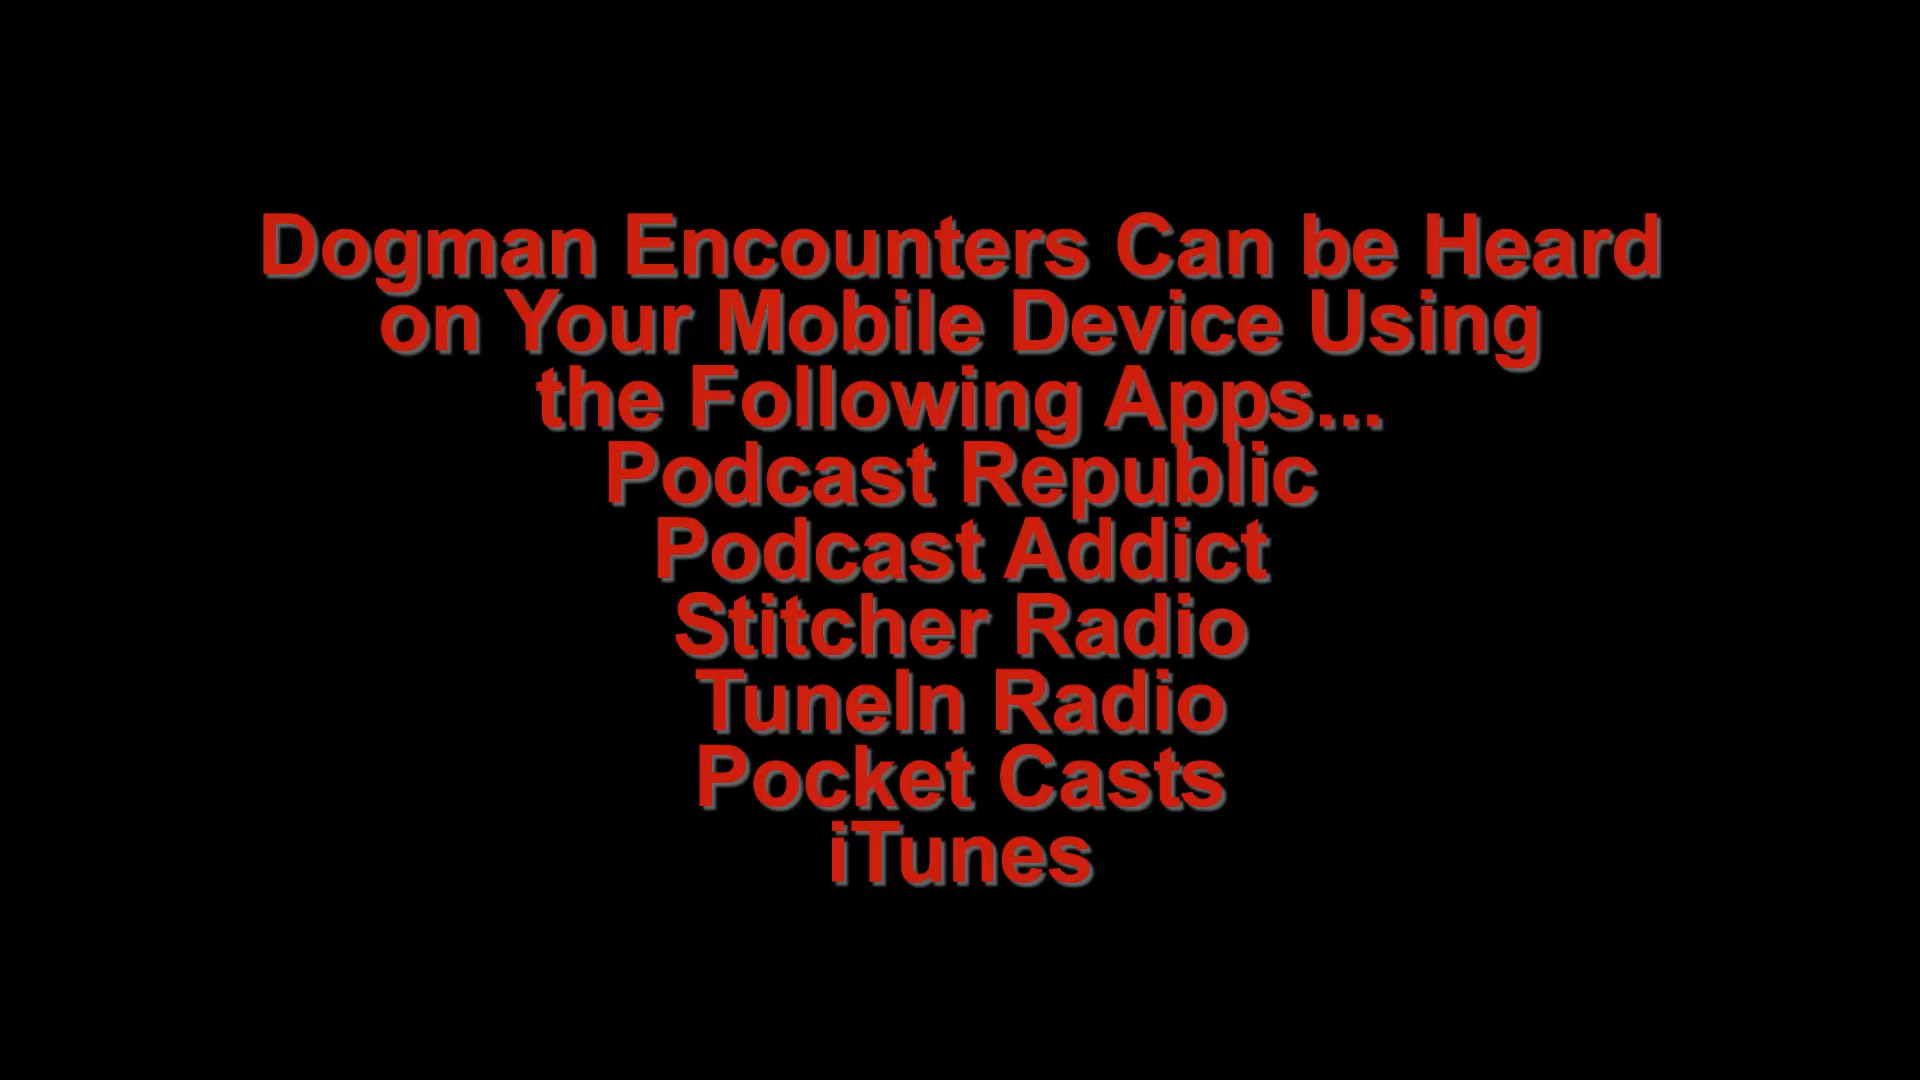 Dogman Encounters Can be Heard
on Your Mobile Device Using
the Following Apps...
Podcast Republic
Podcast Addict
Stitcher Radio
TuneIn Radio
Pocket Casts
iTunes